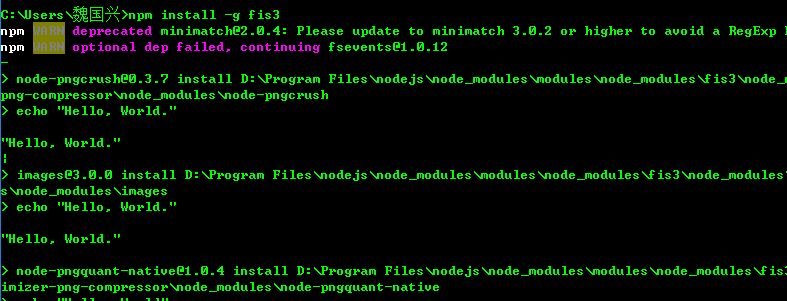 C:\Users\魏国兴>npm install -g fis3
npm WARN deprecated minimatch@2.0.4: Please update to minimatch 3.0.2 or higher to avoid a RegExp
npm WARN optional dep failed, continuing fsevents@1.0.12
-
> node-pngcrush@0.3.7 install D:\Program Files\nodejs\node_modules\modules\node_modules\fis3\node_
png-compressor\node_modules\node-pngcrush
> echo "Hello, World."
"Hello, World."
¦
> images@3.0.0 install D:\Program Files\nodejs\node_modules\modules\node_modules\fis3\node_modules
s\node_modules\images
> echo "Hello, World."
"Hello, World."
> node-pngquant-native@1.0.4 install D:\Program Files\nodejs\node_modules\modules\node_modules\fis3
imizer-png-compressor\node_modules\node-pngquant-native